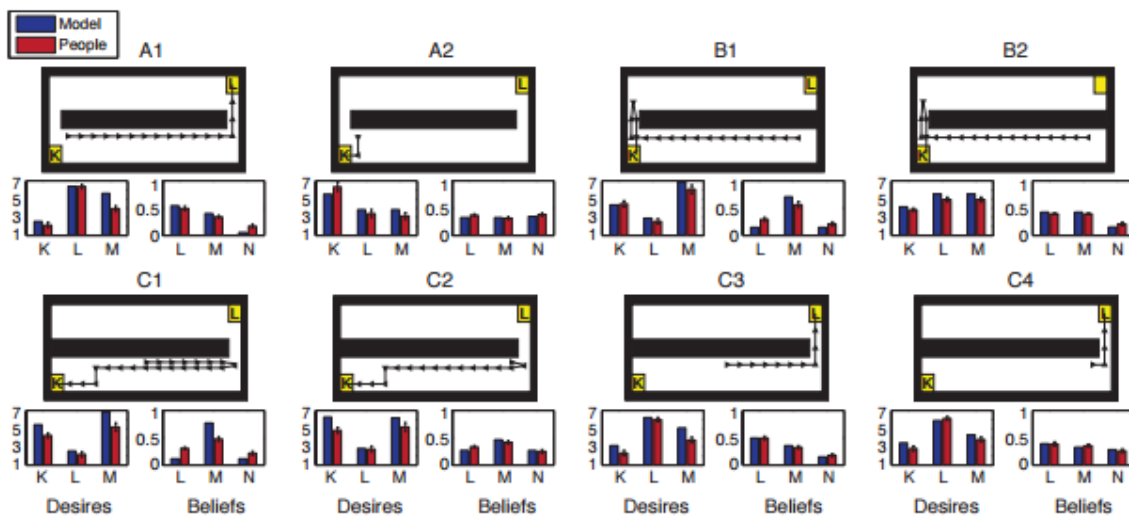 Model
People
A1 A2 B1 B2
L L L
K K K K
7 1 7 1 7 1 7 1
5 5 5 5
3 0.5 3 0.5 3 0.5 3 0.5
1 0 1 0 1 0 1 0
K L M L M N K L M L M N K L M L M N K L M L M N
C1 C2 C3 C4
L L L L
K K K K
7 1 7 1 7 1 7 1
5 5 5 5
3 0.5 3 0.5 3 0.5 3 0.5
1 0 1 0 1 0 1 0
K L M L M N K L M L M N K L M L M N K L M L M N
Desires Beliefs Desires Beliefs Desires Beliefs Desires Beliefs